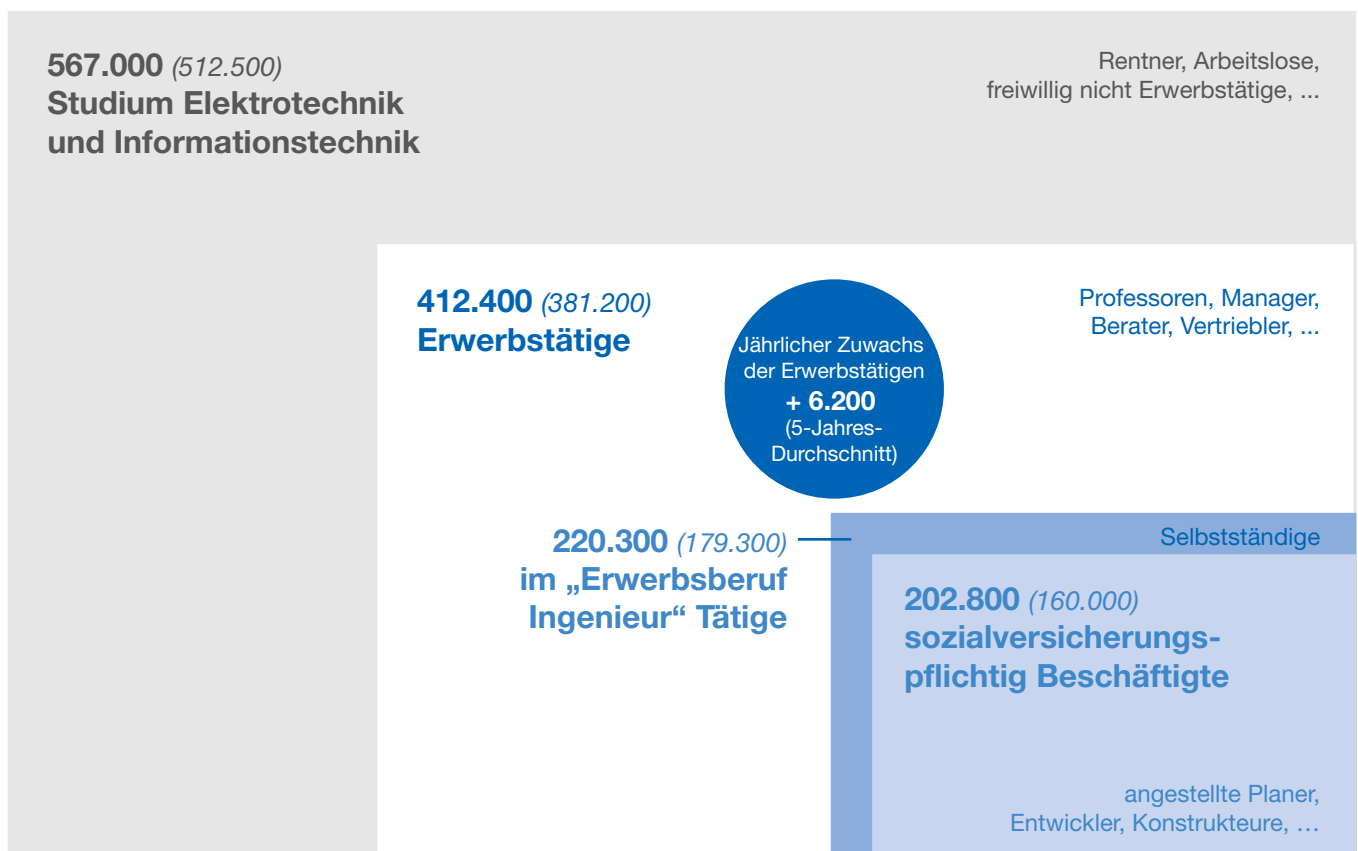 567.000 (512.500)
Studium Elektrotechnik
und Informationstechnik
Rentner, Arbeitslose,
freiwillig nicht Erwerbstätige, ...
412.400 (381.200)
Erwerbstätige
Jährlicher Zuwachs
der Erwerbstätigen
+ 6.200
(5-Jahres-
Durchschnitt)
Professoren, Manager,
Berater, Vertriebler, ...
220.300 (179.300)
im „Erwerbsberuf
Ingenieur“ Tätige
Selbstständige
202.800 (160.000)
sozialversicherungs-
pflichtig Beschäftigte
angestellte Planer,
Entwickler, Konstrukteure, …